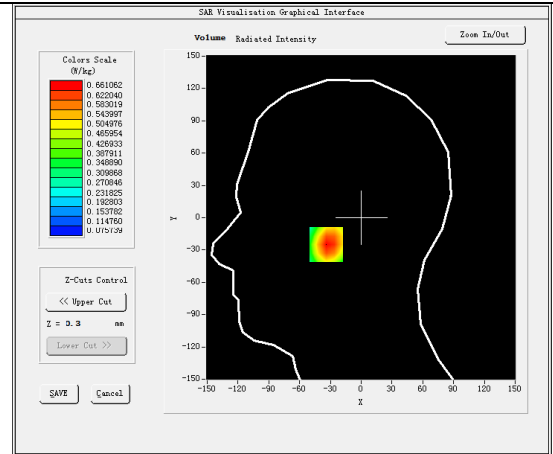 SAR Visualisation Graphical Interface
Volume Radiated Intensity
Zoom In/Out
Colors Scale
(W/kg)
0.661062
0.622040
0.583019
0.543997
0.504976
0.465954
0.426933
0.387911
0.348890
0.309868
0.270846
0.231825
0.192803
0.153782
0.114760
0.075739
Z-Cuts Control
<< Upper Cut
Z = 0.3 mm
Lower Cut >>
SAVE Cancel
150
120
90
60
30
0
-30
-60
-90
-120
-150
Y
-150 -120 -90 -60 -30 0 30 60 90 120 150
X